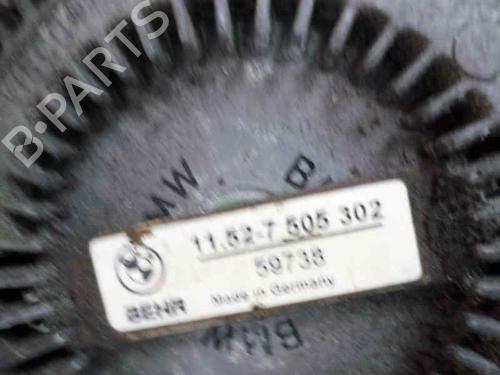 B-PARTS
BMW
11.52-7 505 302
59738
BEHR Made in Germany
BMW